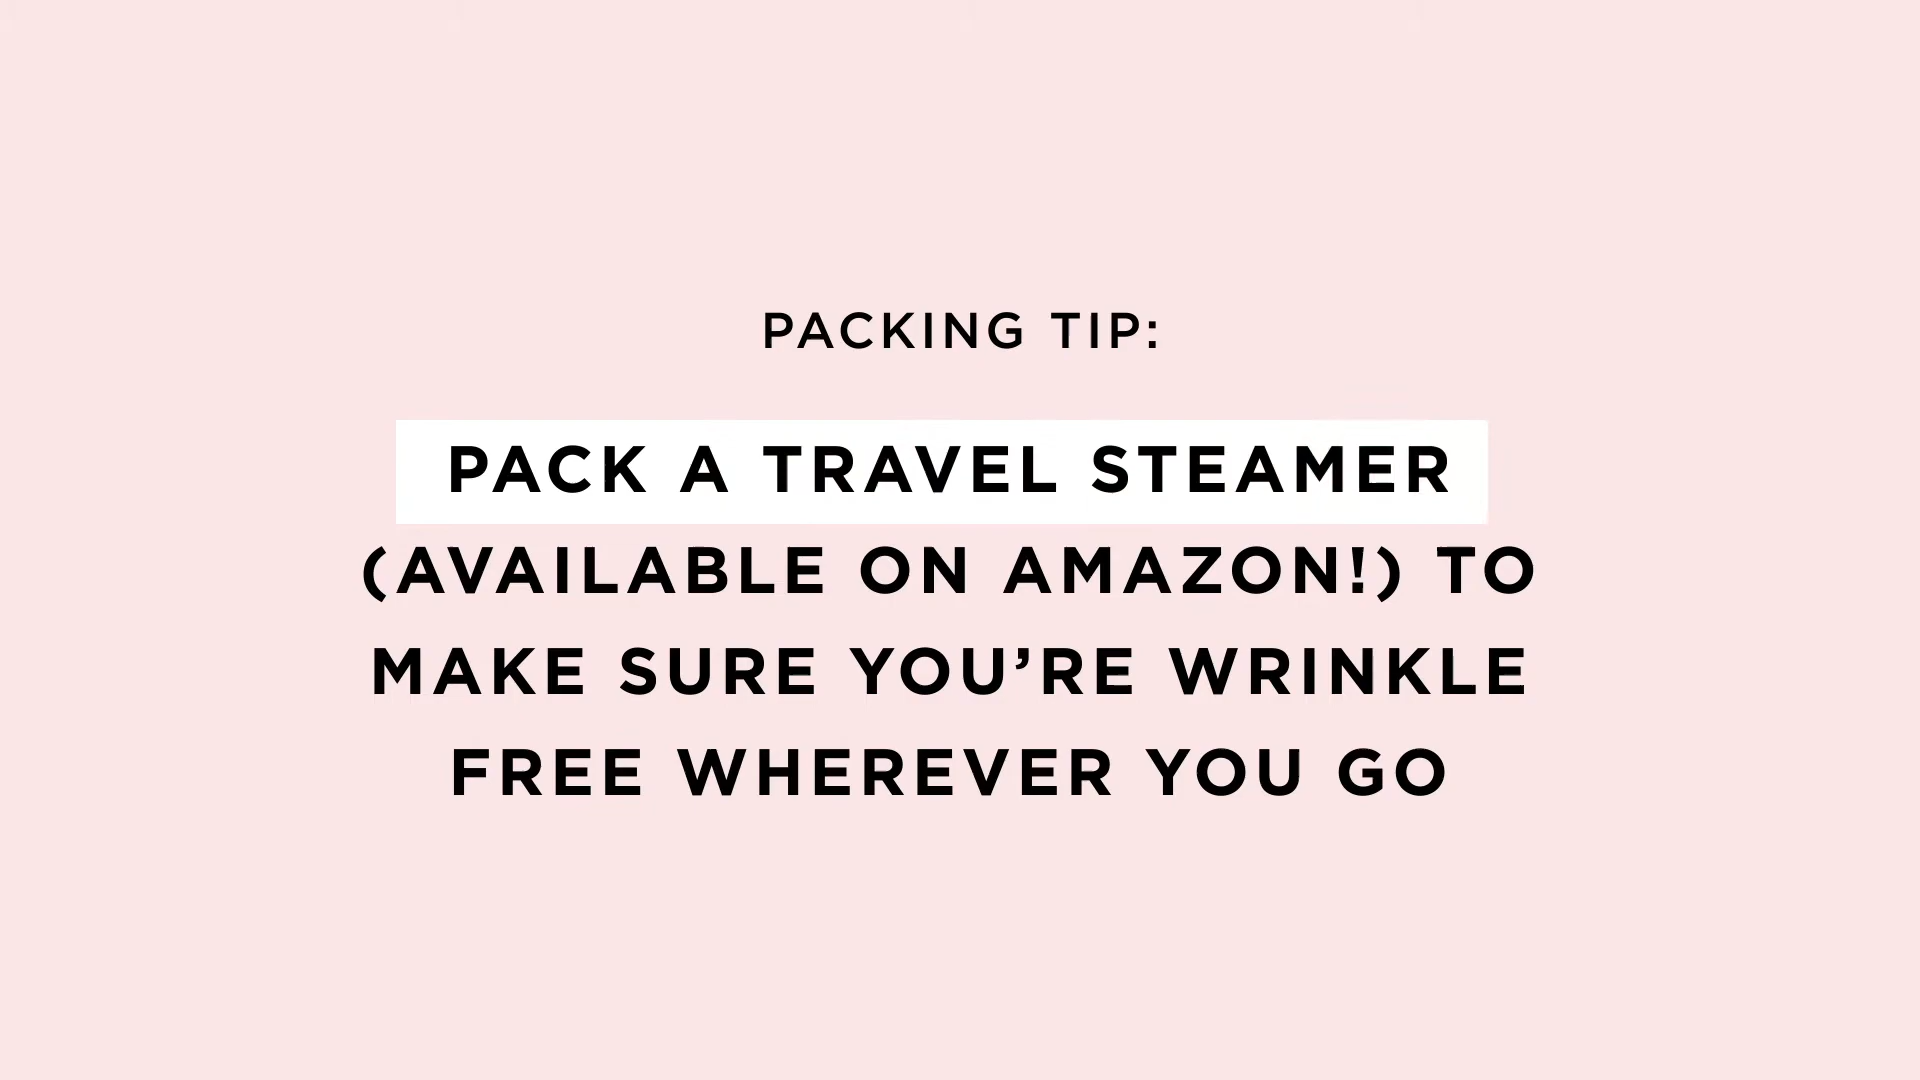 PACKING TIP:
PACK A TRAVEL STEAMER
(AVAILABLE ON AMAZON!) TO
MAKE SURE YOU’RE WRINKLE
FREE WHEREVER YOU GO